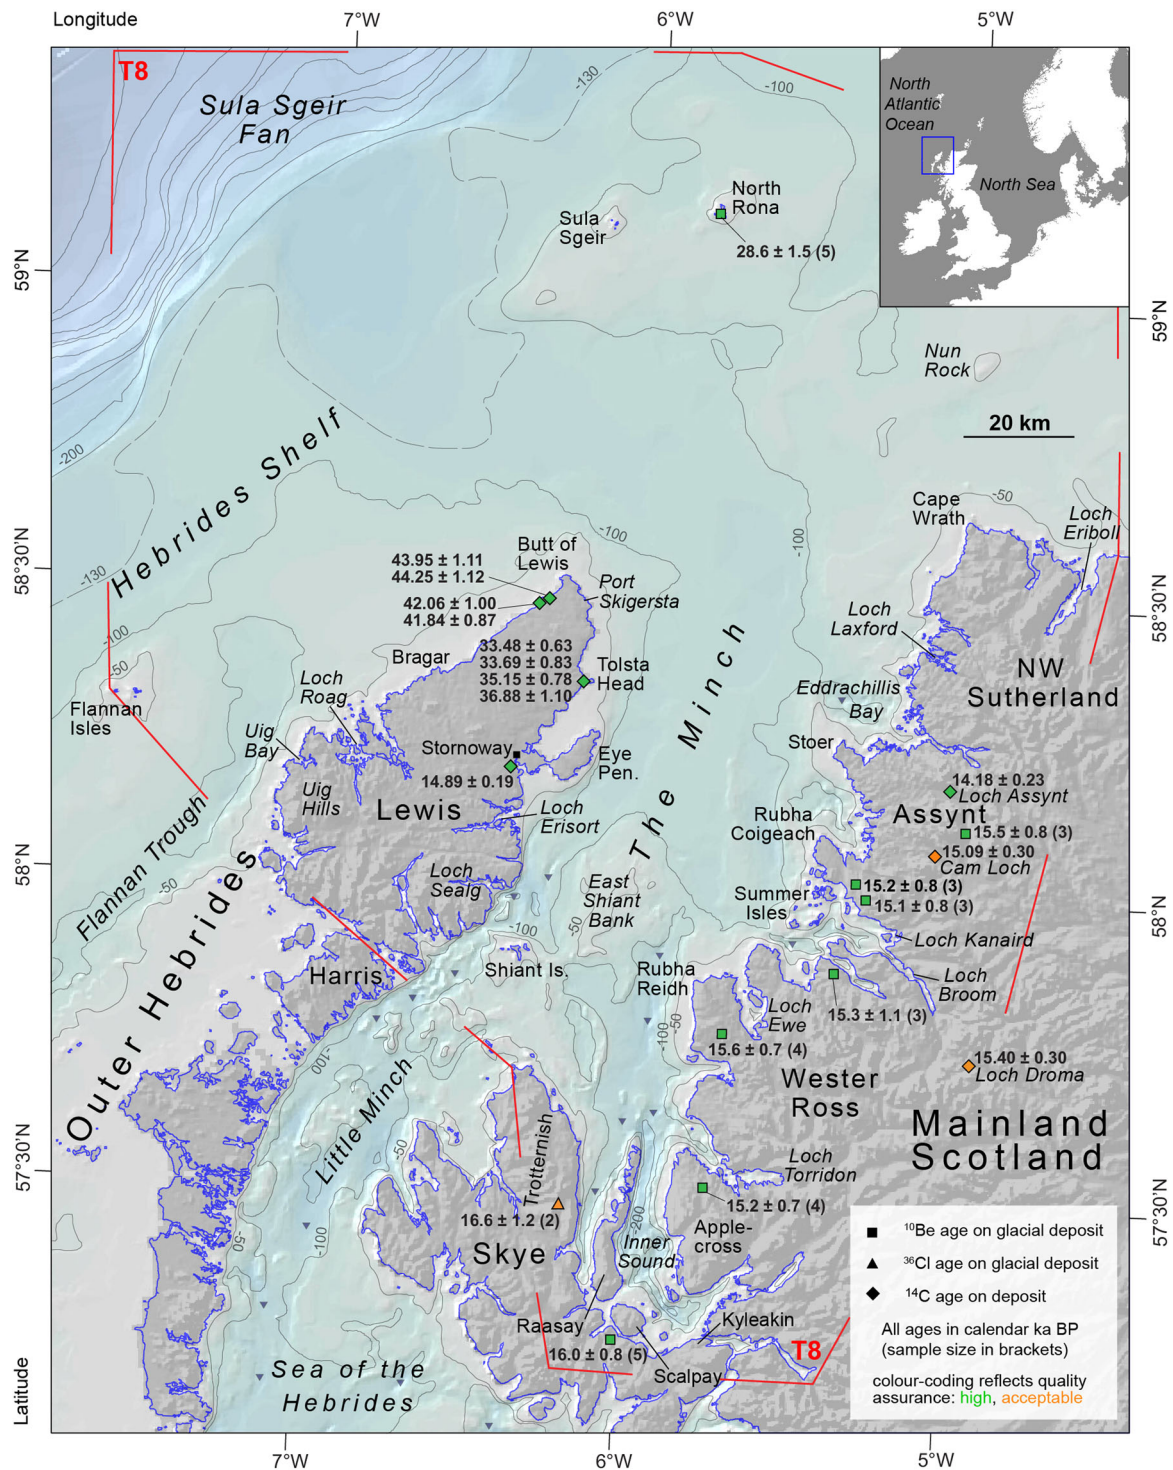 Longitude
7°W
6°W
5°W
T8
Sula Sgeir
Fan
-130
-100
North
Atlantic
Ocean
North Sea
North
Rona
Sula
Sgeir
28.6 ± 1.5 (5)
59°N
59°N
Nun
Rock
20 km
-200
Hebrides Shelf
-130
-100
-50
Cape
Wrath
-50
Loch
Eriboll
-100
-100
Butt of
Lewis
43.95 ± 1.11
44.25 ± 1.12
42.06 ± 1.00
41.84 ± 0.87
Port
Skigersta
58°30'N
58°30'N
Loch
Laxford
33.48 ± 0.63
33.69 ± 0.83
35.15 ± 0.78
36.88 ± 1.10
Bragar
Tolsta
Head
NW
Sutherland
Loch
Roag
Flannan
Isles
Eddrachillis
Bay
Uig
Bay
Stornoway
14.89 ± 0.19
Eye
Pen.
Stoer
Uig
Hills
Lewis
The Minch
14.18 ± 0.23
Loch Assynt
Assynt
15.5 ± 0.8 (3)
Loch
Erisort
Rubha
Coigeach
15.09 ± 0.30
Cam Loch
Flannan Trough
-50
58°N
58°N
Loch
Sealg
East
Shiant
Bank
-50
Summer
Isles
15.2 ± 0.8 (3)
15.1 ± 0.8 (3)
-100
Loch Kanaird
Outer Hebrides
Harris
Shiant Is.
Rubha
Reidh
Loch
Broom
15.3 ± 1.1 (3)
Loch
Ewe
-50
-100
15.6 ± 0.7 (4)
-100
15.40 ± 0.30
Loch Droma
Wester
Ross
Mainland
Scotland
Little Minch
-50
Trotternish
Loch
Torridon
57°30'N
57°30'N
15.2 ± 0.7 (4)
16.6 ± 1.2 (2)
-200
Apple-
cross
-50
-100
Skye
Inner
Sound
Raasay
Kyleakin
16.0 ± 0.8 (5)
Scalpay
T8
Sea of the
Hebrides
10Be age on glacial deposit
36Cl age on glacial deposit
14C age on deposit
All ages in calendar ka BP
(sample size in brackets)
colour-coding reflects quality
assurance: high, acceptable
Latitude
7°W
6°W
5°W